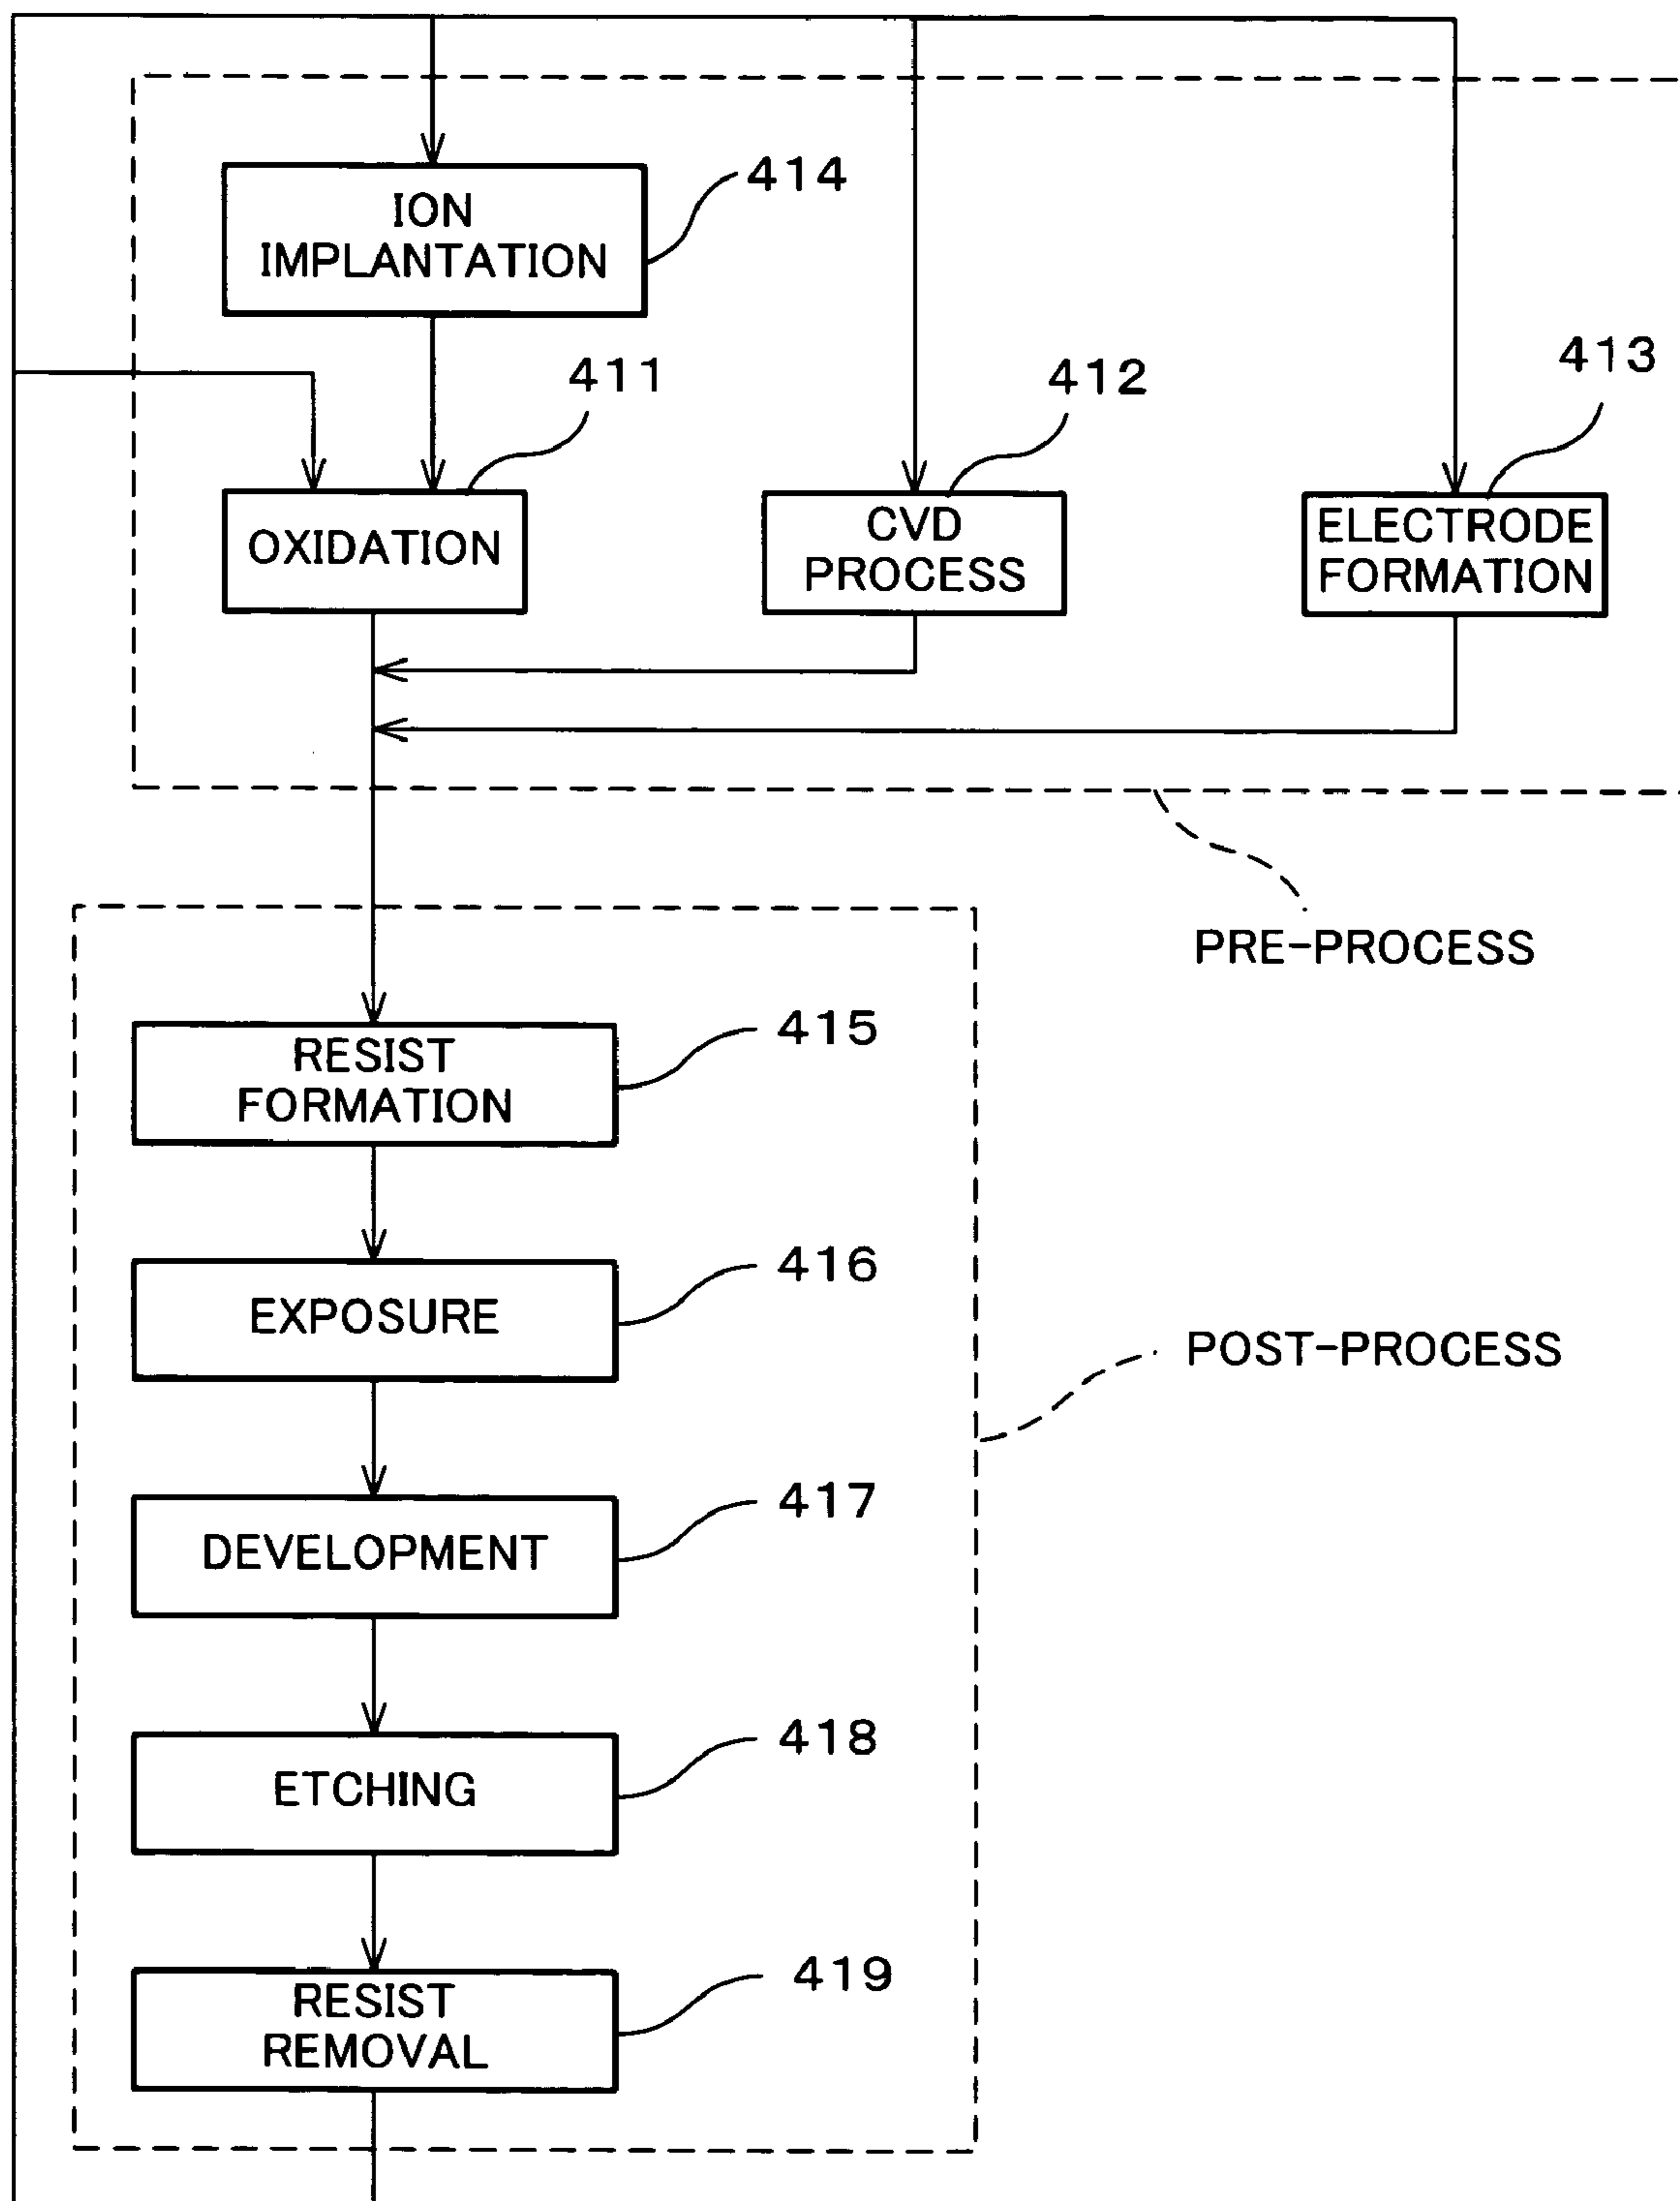 414
ION
IMPLANTATION
411
412
413
OXIDATION
CVD
PROCESS
ELECTRODE
FORMATION
PRE-PROCESS
RESIST
FORMATION
415
EXPOSURE
416
POST-PROCESS
DEVELOPMENT
417
ETCHING
418
RESIST
REMOVAL
419